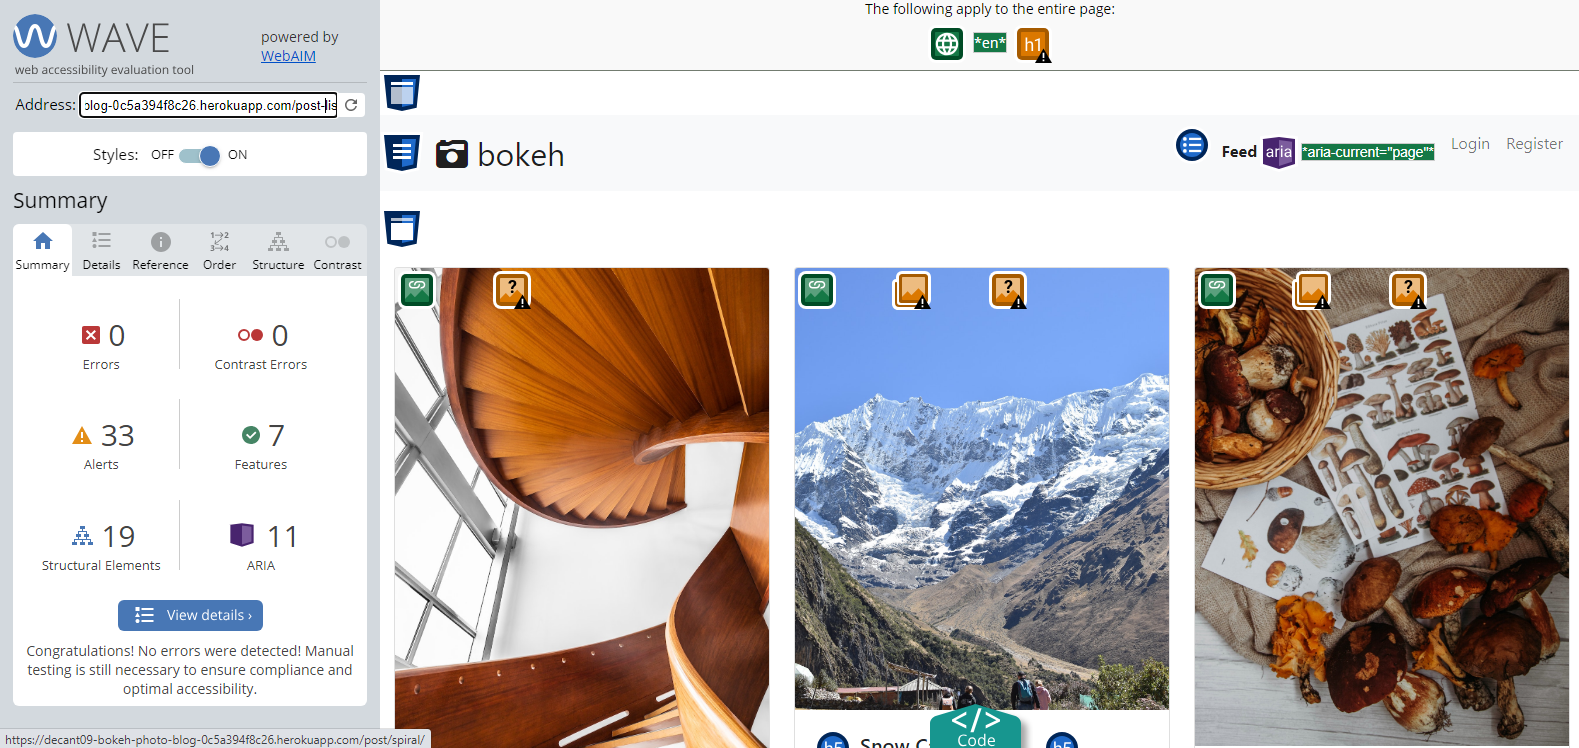 WAVE
powered by
WebAIM
web accessibility evaluation tool
Address: blog-0c5a394f8c26.herokuapp.com/post-lis
Styles: OFF ON
Summary
Summary Details Reference Order Structure Contrast
0
Errors
0
Contrast Errors
33
Alerts
7
Features
19
Structural Elements
11
ARIA
View details ›
Congratulations! No errors were detected! Manual
testing is still necessary to ensure compliance and
optimal accessibility.
https://decant09-bokeh-photo-blog-0c5a394f8c26.herokuapp.com/post/spiral/
The following apply to the entire page:
*en* h1
bokeh
Feed aria *aria-current="page"* Login Register
?
?
?
h5 Snow C
h5
</>
Code